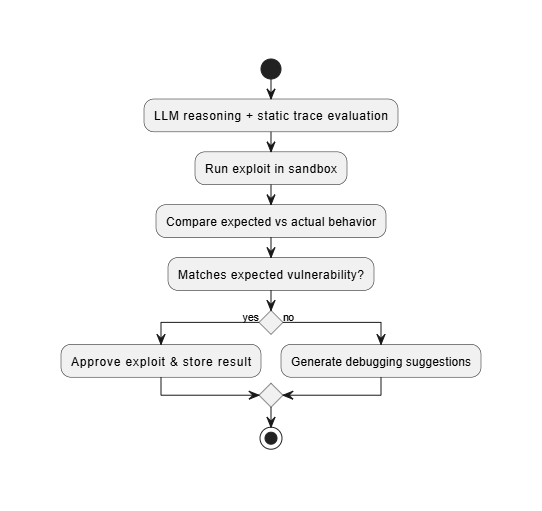 LLM reasoning + static trace evaluation
Run exploit in sandbox
Compare expected vs actual behavior
Matches expected vulnerability?
yes
no
Approve exploit & store result
Generate debugging suggestions